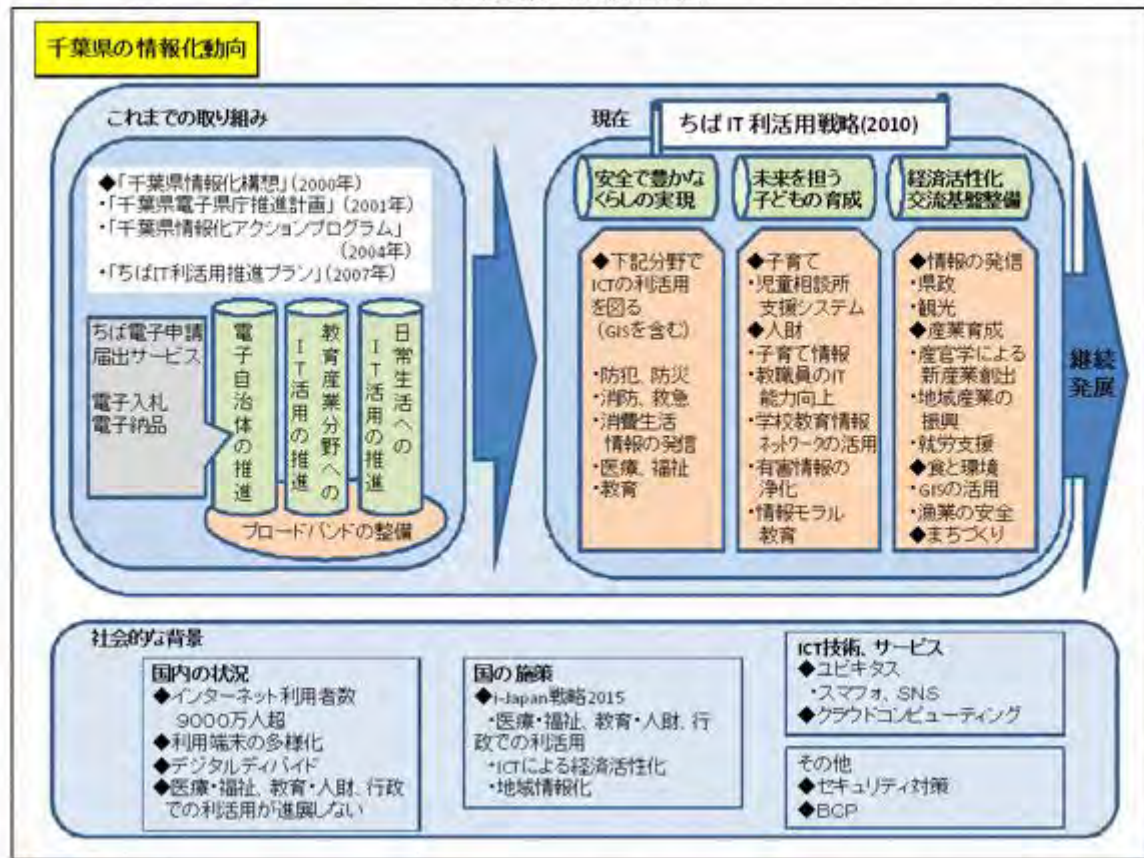 千葉県の情報化動向
これまでの取り組み
◆「千葉県情報化構想」(2000年)
・「千葉県電子県庁推進計画」(2001年)
・「千葉県情報化アクションプログラム」
(2004年)
・「ちばIT利活用推進プラン」(2007年)
ちば電子申請
届出サービス
電子入札
電子納品
電子自治体の推進
教育産業分野への
IT活用の推進
日常生活への
IT活用の推進
ブロードバンドの整備
現在
ちばIT利活用戦略(2010)
安全で豊かな
くらしの実現
◆下記分野で
ICTの利活用
を図る
(GISを含む)
・防犯、防災
・消防、救急
・消費生活
情報の発信
・医療、福祉
・教育
未来を担う
子どもの育成
◆子育て
・児童相談所
支援システム
◆人財
・子育て情報
・教職員のIT
能力向上
・学校教育情報
ネットワークの活用
・有害情報の
浄化
・情報モラル
教育
経済活性化
交流基盤整備
◆情報の発信
・県政
・観光
◆産業育成
・産官学による
新産業創出
・地域産業の
振興
・就労支援
◆食と環境
・GISの活用
・漁業の安全
◆まちづくり
継続
発展
社会的な背景
国内の状況
◆インターネット利用者数
9000万人超
◆利用端末の多様化
◆デジタルディバイド
◆医療・福祉、教育・人財、行政
での利活用が進展しない
国の施策
◆i-Japan戦略2015
・医療・福祉、教育・人財、行
政での利活用
・ICTによる経済活性化
・地域情報化
ICT技術、サービス
◆ユビキタス
・スマフォ、SNS
◆クラウドコンピューティング
その他
◆セキュリティ対策
◆BCP